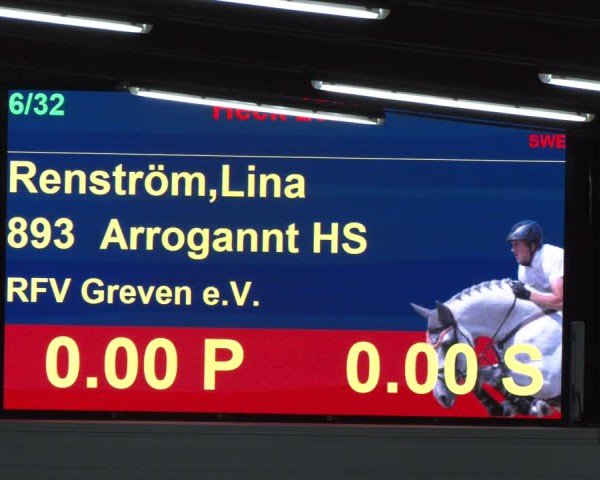 6/32
SWE
Renström,Lina
893 Arrogannt HS
RFV Greven e.V.
0.00 P 0.00 S